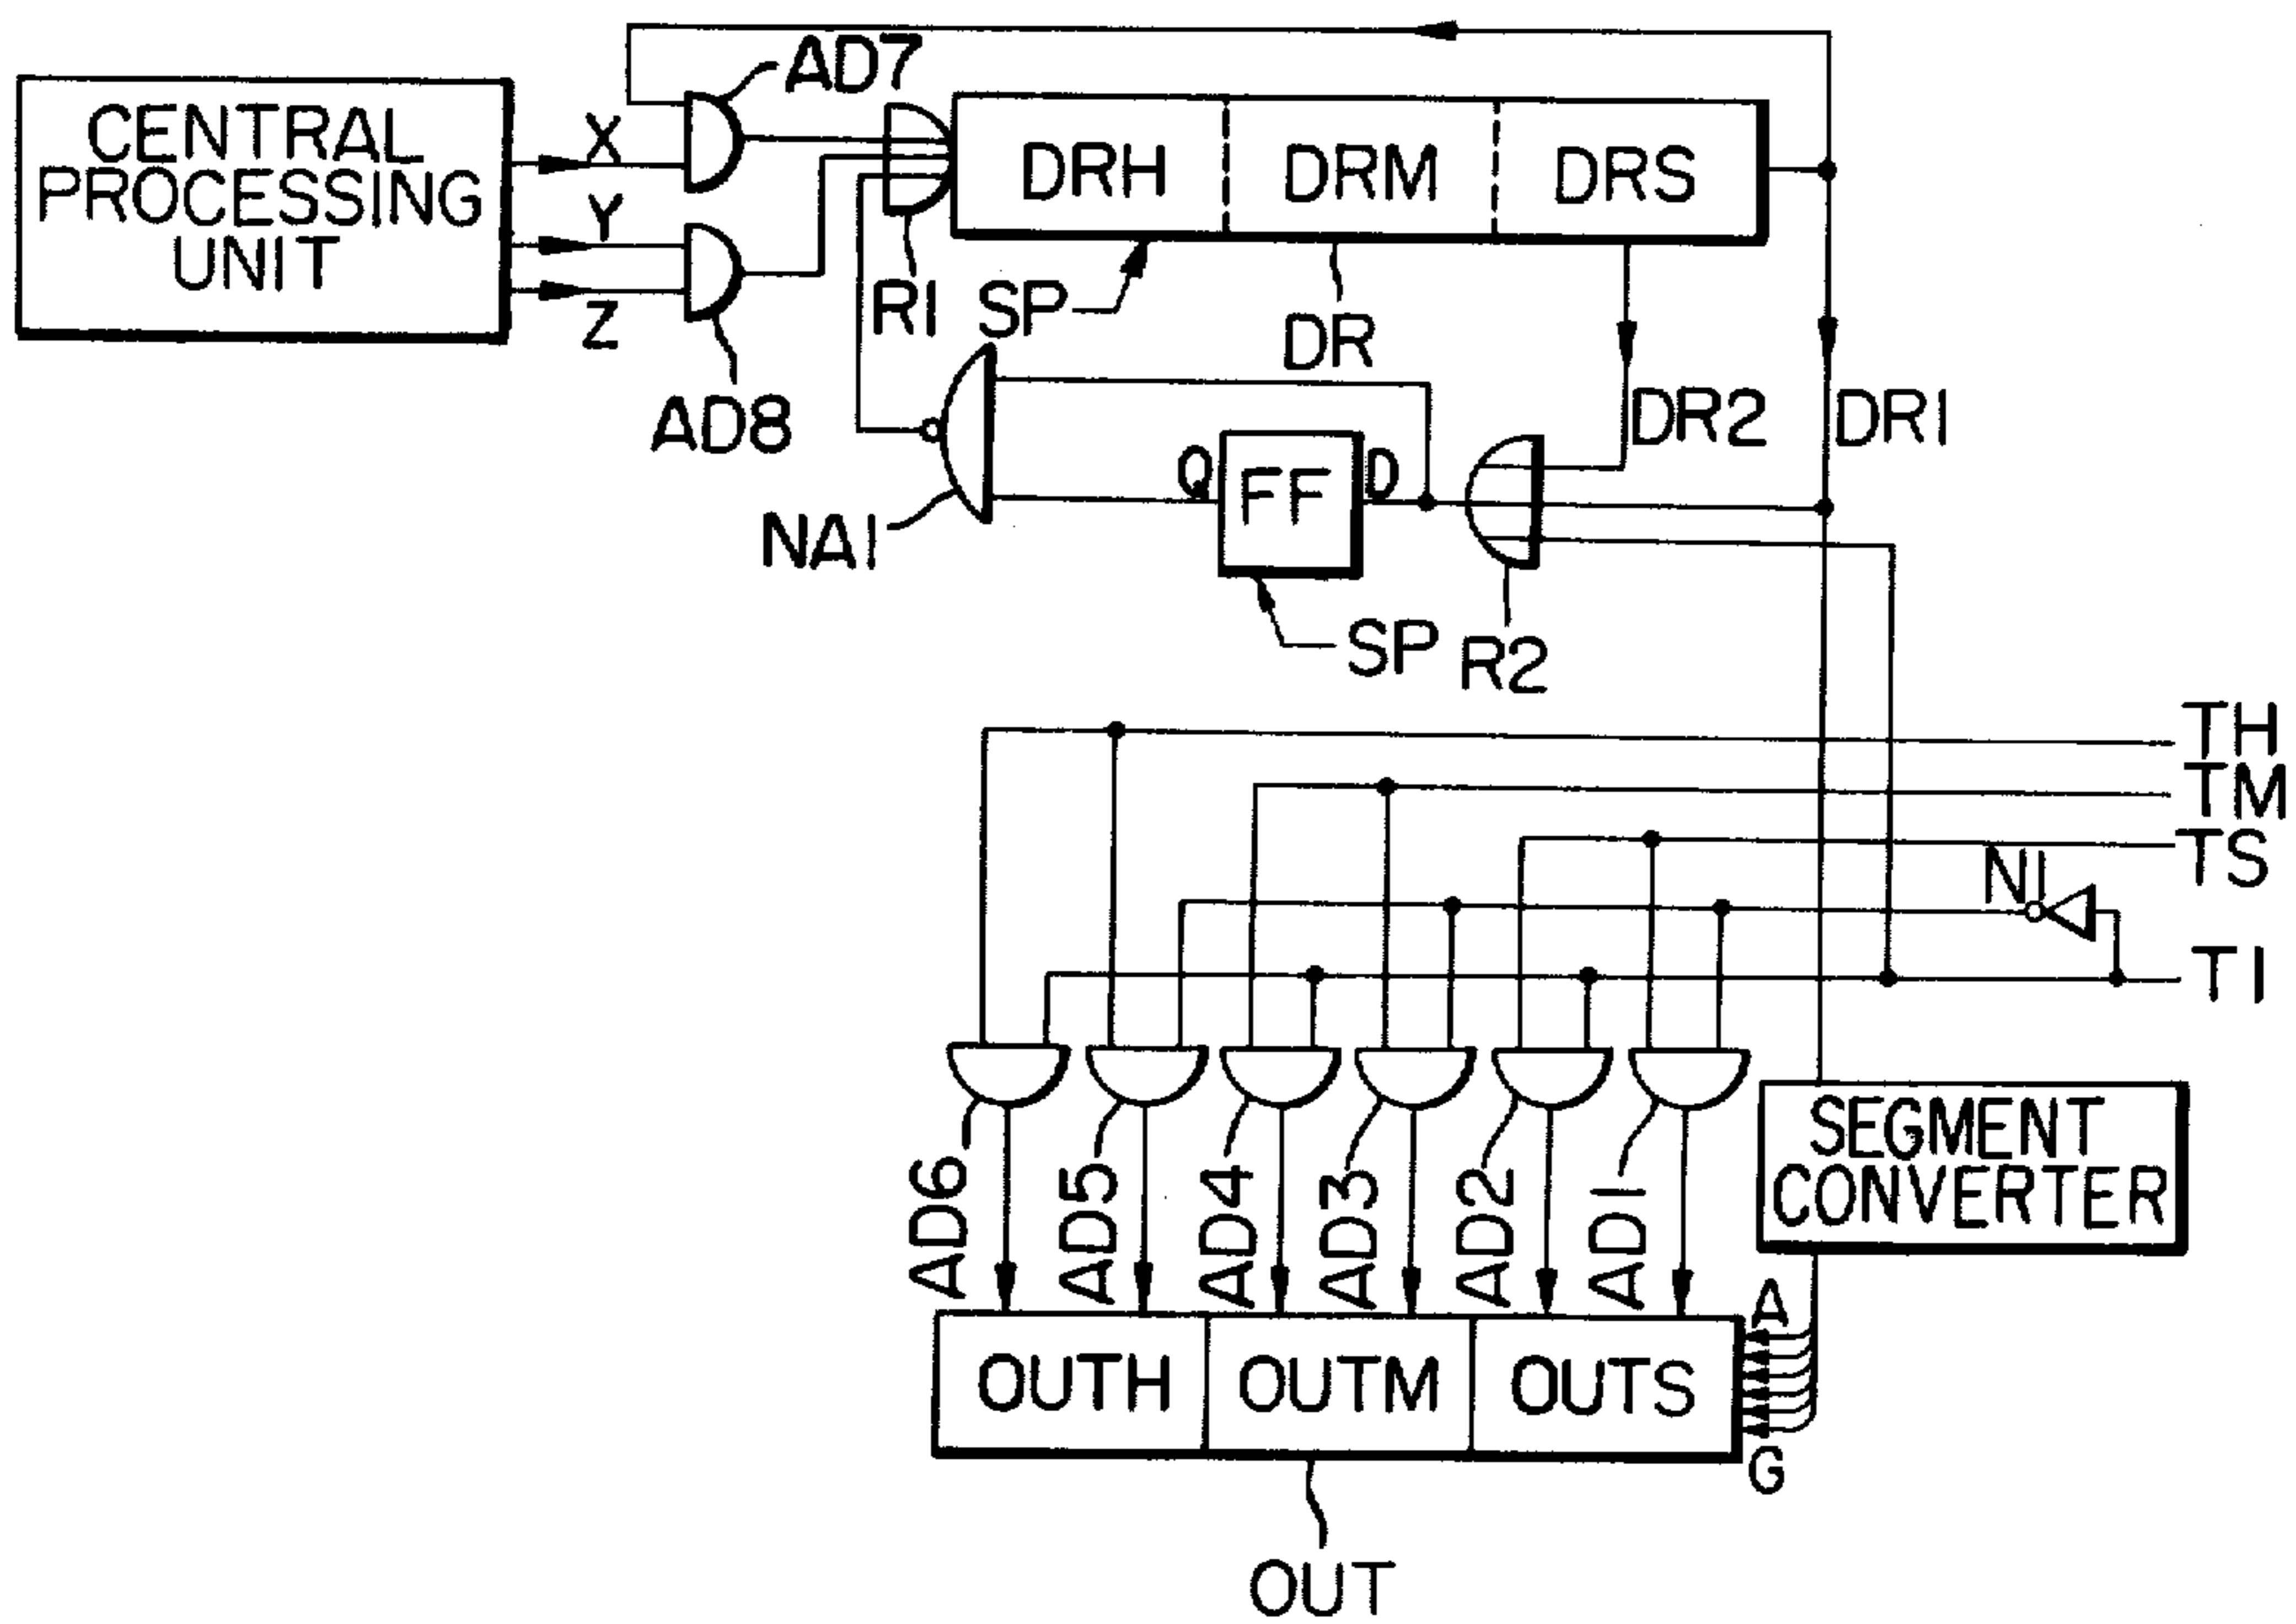 AD7
CENTRAL
PROCESSING
UNIT
X
Y
Z
DRH
DRM
DRS
R1
SP
DR
AD8
DR2
DR1
Q
FF
D
NA1
SP
R2
TH
TM
TS
N1
T1
SEGMENT
CONVERTER
AD6
AD5
AD4
AD3
AD2
AD1
A
OUTH
OUTM
OUTS
G
OUT